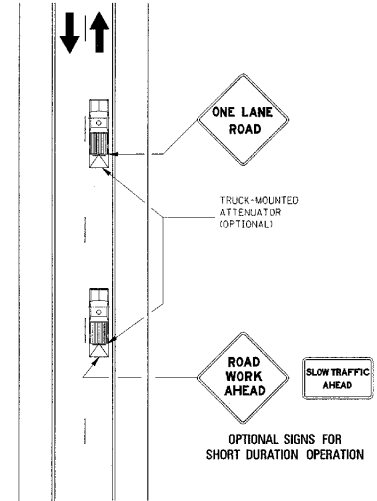 ONE LANE
ROAD
TRUCK-MOUNTED
ATTENUATOR
(OPTIONAL)
ROAD
WORK
AHEAD
SLOW TRAFFIC
AHEAD
OPTIONAL SIGNS FOR
SHORT DURATION OPERATION